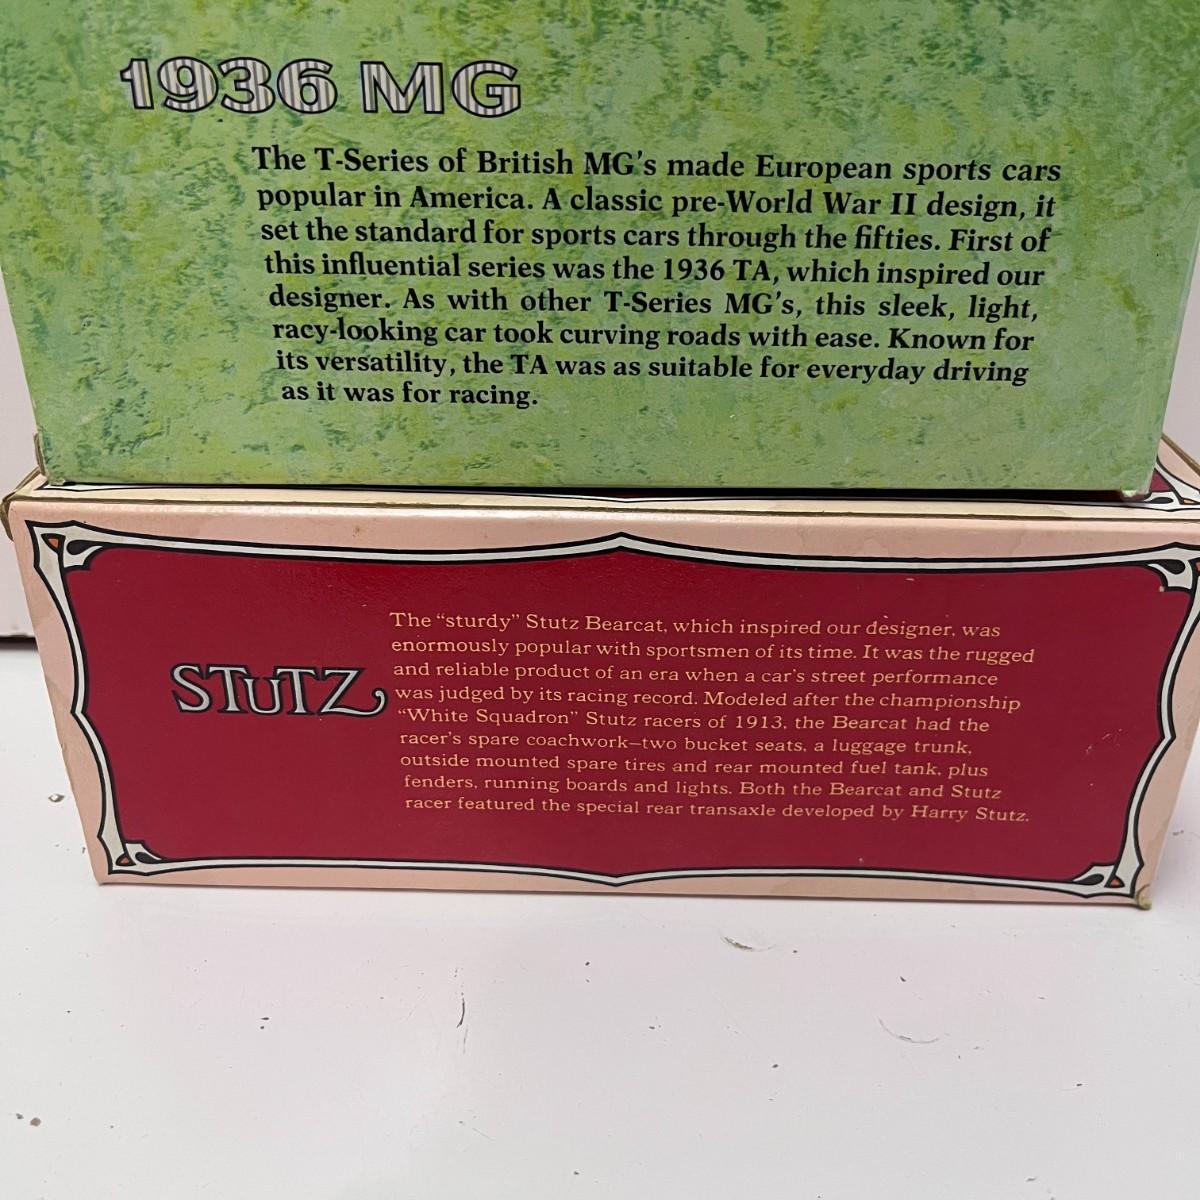 1936 MG
The T-Series of British MG's made European sports cars
popular in America. A classic pre-World War II design, it
set the standard for sports cars through the fifties. First of
this influential series was the 1936 TA, which inspired our
designer. As with other T-Series MG's, this sleek, light,
racy-looking car took curving roads with ease. Known for
its versatility, the TA was as suitable for everyday driving
as it was for racing.
STUTZ
The “sturdy” Stutz Bearcat, which inspired our designer, was
enormously popular with sportsmen of its time. It was the rugged
and reliable product of an era when a car's street performance
was judged by its racing record. Modeled after the championship
“White Squadron” Stutz racers of 1913, the Bearcat had the
racer's spare coachwork—two bucket seats, a luggage trunk,
outside mounted spare tires and rear mounted fuel tank, plus
fenders, running boards and lights. Both the Bearcat and Stutz
racer featured the special rear transaxle developed by Harry Stutz.